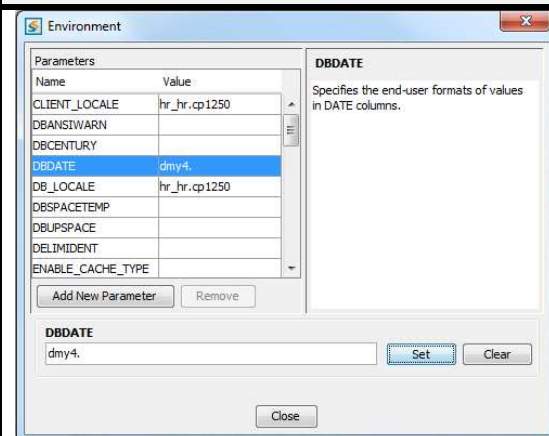 Environment
Parameters
Name Value
CLIENT_LOCALE hr_hr.cp1250
DBANSIWARN
DBCENTURY
DBDATE dmy4.
DB_LOCALE hr_hr.cp1250
DBSPACETEMP
DBUPSPACE
DELIMIDENT
ENABLE_CACHE_TYPE
Add New Parameter Remove
DBDATE
Specifies the end-user formats of values
in DATE columns.
DBDATE
dmy4. Set Clear
Close